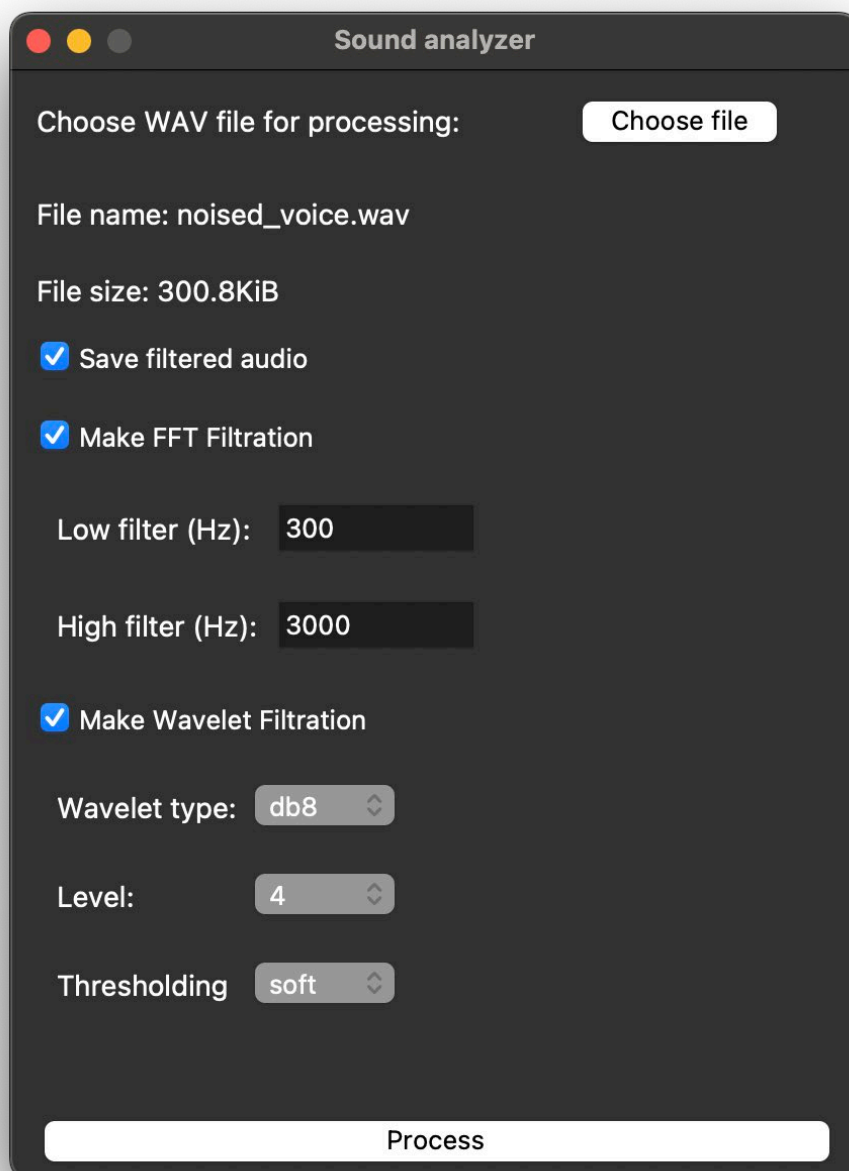 Sound analyzer
Choose WAV file for processing: Choose file
File name: noised_voice.wav
File size: 300.8KiB
Save filtered audio
Make FFT Filtration
Low filter (Hz): 300
High filter (Hz): 3000
Make Wavelet Filtration
Wavelet type: db8
Level: 4
Thresholding soft
Process